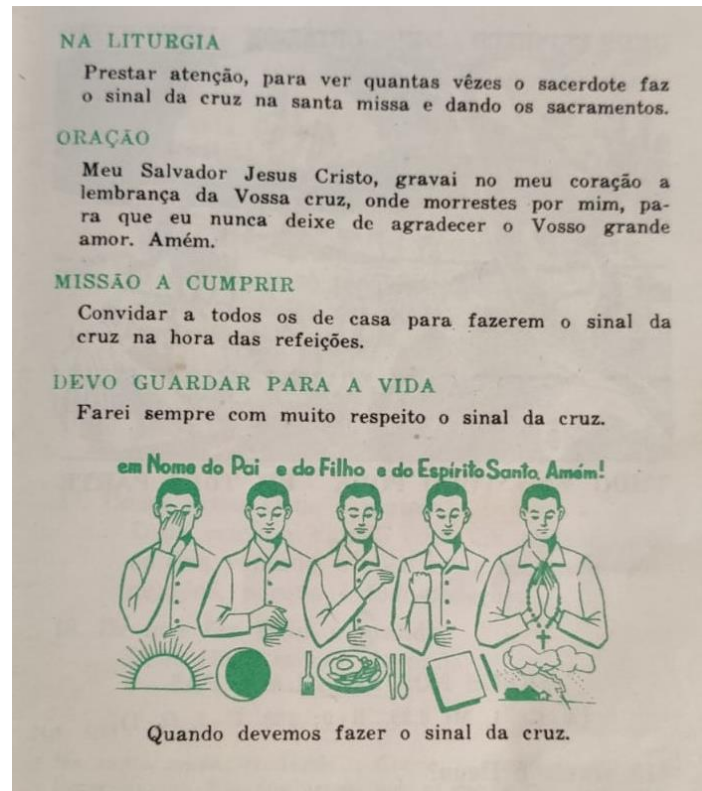 NA LITURGIA
Prestar atenção, para ver quantas vêzes o sacerdote faz
o sinal da cruz na santa missa e dando os sacramentos.
ORAÇÃO
Meu Salvador Jesus Cristo, gravai no meu coração a
lembrança da Vossa cruz, onde morrestes por mim, pa-
ra que eu nunca deixe de agradecer o Vosso grande
amor. Amém.
MISSÃO A CUMPRIR
Convidar a todos os de casa para fazerem o sinal da
cruz na hora das refeições.
DEVO GUARDAR PARA A VIDA
Farei sempre com muito respeito o sinal da cruz.
em Nome do Pai e do Filho e do Espírito Santo. Amém!
Quando devemos fazer o sinal da cruz.